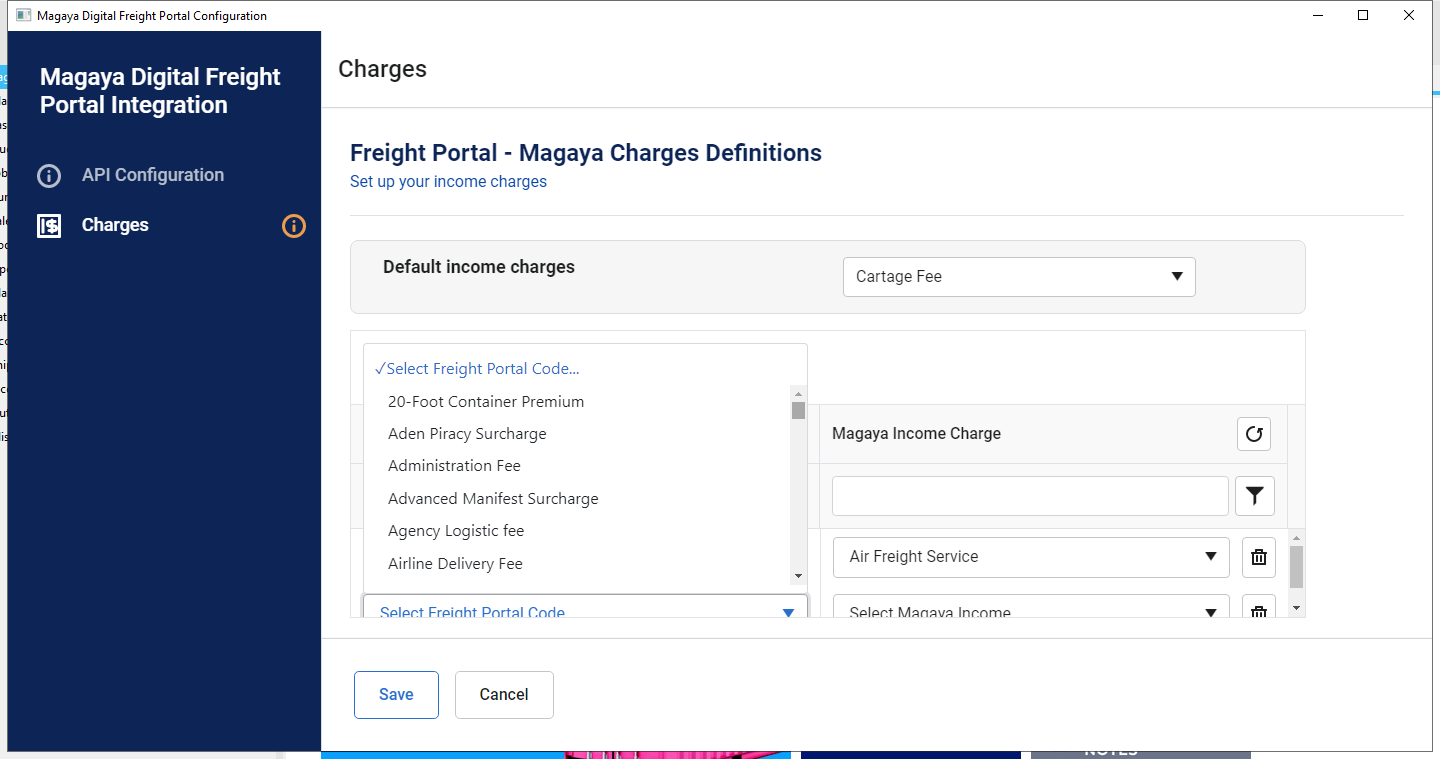 Magaya Digital Freight Portal Configuration
Magaya Digital Freight
Portal Integration
API Configuration
Charges
Charges
Freight Portal - Magaya Charges Definitions
Set up your income charges
Default income charges
Cartage Fee
✓Select Freight Portal Code...
20-Foot Container Premium
Aden Piracy Surcharge
Administration Fee
Advanced Manifest Surcharge
Agency Logistic fee
Airline Delivery Fee
Select Freight Portal Code
Magaya Income Charge
Air Freight Service
Select Magaya Income
Save
Cancel
NOTES